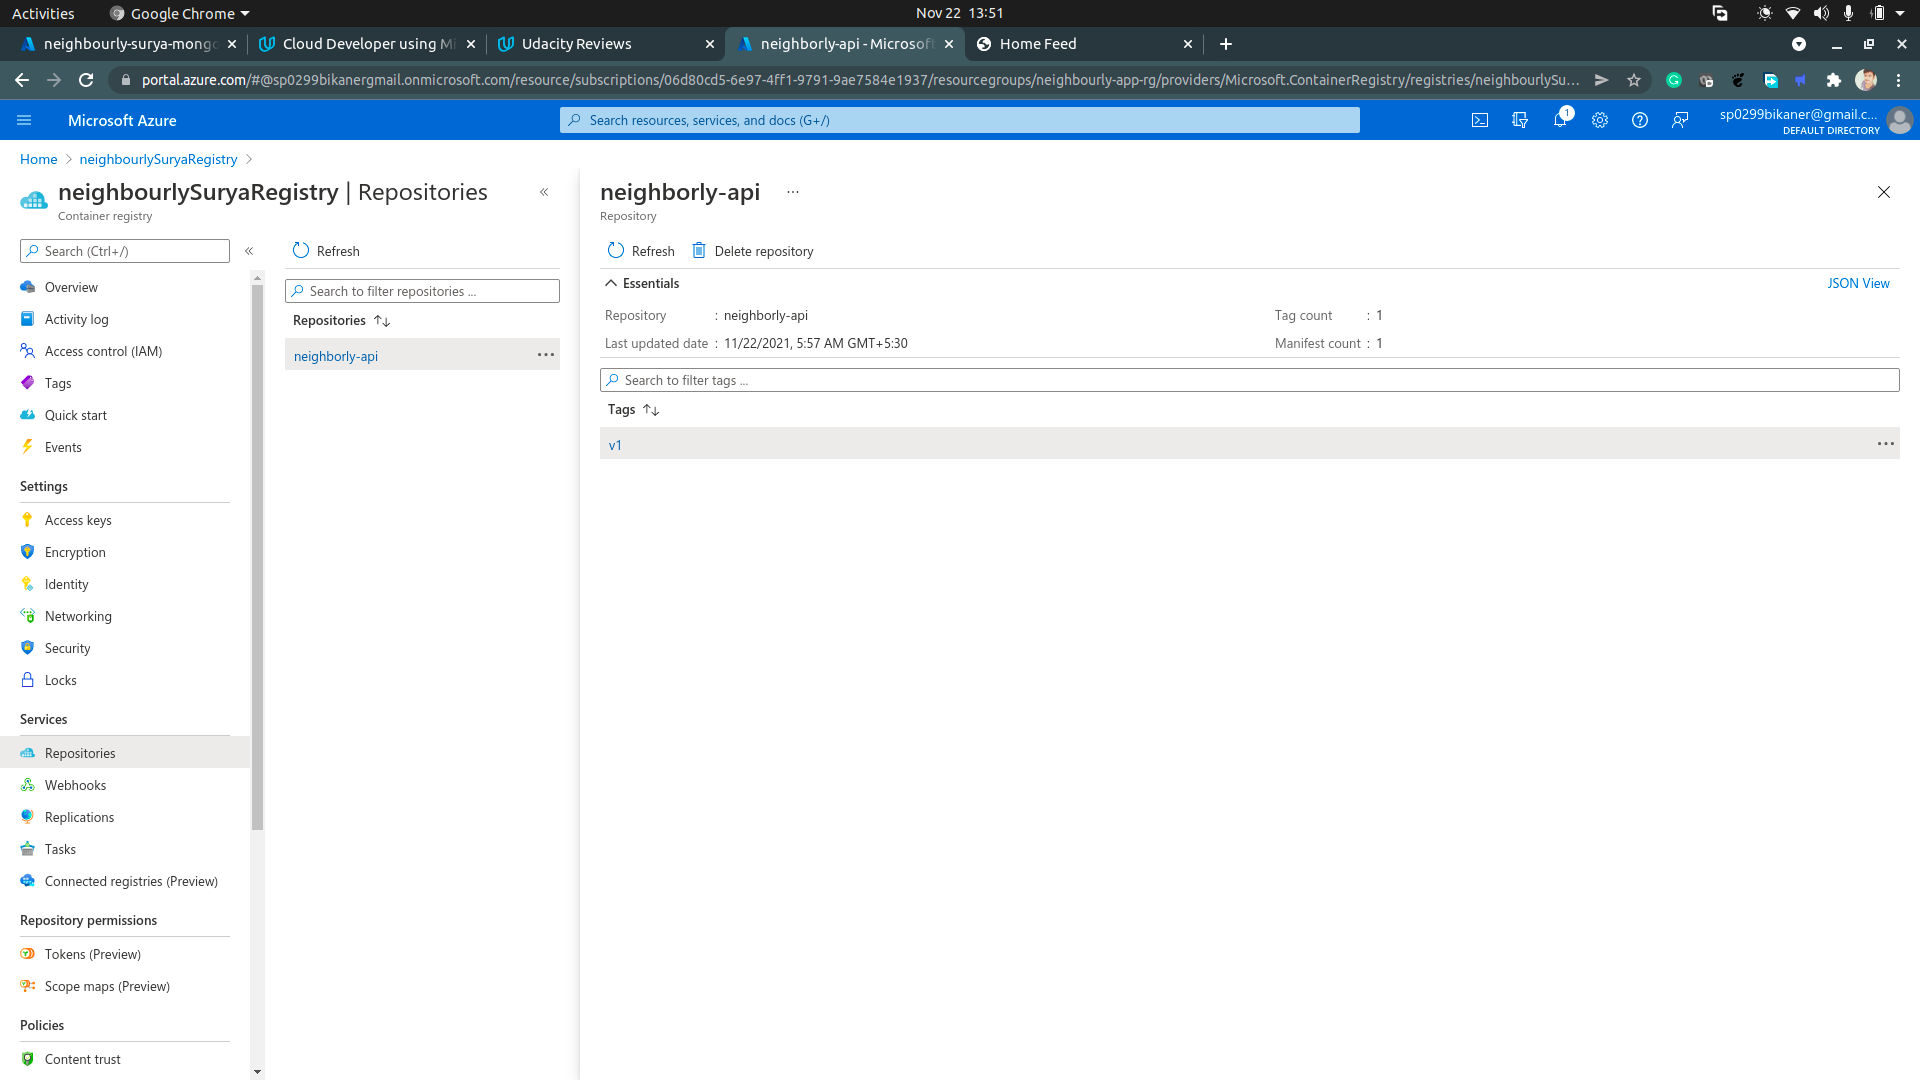 Activities
Google Chrome
Nov 22 13:51
neighbourly-surya-mongo
Cloud Developer using Mi
Udacity Reviews
neighborly-api - Microsoft
Home Feed
portal.azure.com/#@sp0299bikanergmail.onmicrosoft.com/resource/subscriptions/06d80cd5-6e97-4ff1-9791-9ae7584e1937/resourcegroups/neighbourly-app-rg/providers/Microsoft.ContainerRegistry/registries/neighbourlySu...
Microsoft Azure
Search resources, services, and docs (G+/)
1
sp0299bikaner@gmail.c...
DEFAULT DIRECTORY
Home
neighbourlySuryaRegistry
neighbourlySuryaRegistry | Repositories
Container registry
Search (Ctrl+/)
Overview
Activity log
Access control (IAM)
Tags
Quick start
Events
Settings
Access keys
Encryption
Identity
Networking
Security
Locks
Services
Repositories
Webhooks
Replications
Tasks
Connected registries (Preview)
Repository permissions
Tokens (Preview)
Scope maps (Preview)
Policies
Content trust
Refresh
Search to filter repositories ...
Repositories
neighborly-api
neighborly-api
Repository
Refresh
Delete repository
Essentials
JSON View
Repository : neighborly-api
Tag count : 1
Last updated date : 11/22/2021, 5:57 AM GMT+5:30
Manifest count : 1
Search to filter tags ...
Tags
v1